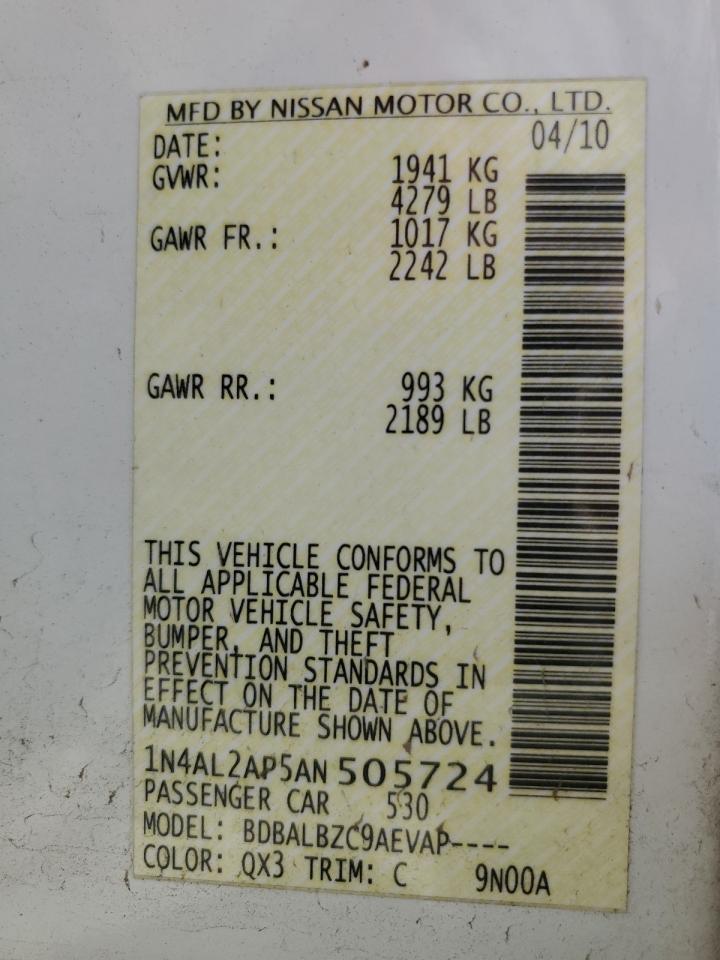 MFD BY NISSAN MOTOR CO., LTD.
DATE: 04/10
GVWR: 1941 KG
4279 LB
GAWR FR.: 1017 KG
2242 LB
GAWR RR.: 993 KG
2189 LB
THIS VEHICLE CONFORMS TO
ALL APPLICABLE FEDERAL
MOTOR VEHICLE SAFETY,
BUMPER, AND THEFT
PREVENTION STANDARDS IN
EFFECT ON THE DATE OF
MANUFACTURE SHOWN ABOVE.
1N4AL2AP5AN 505724
PASSENGER CAR 530
MODEL: BDBALBZC9AEVAP----
COLOR: QX3 TRIM: C 9N00A